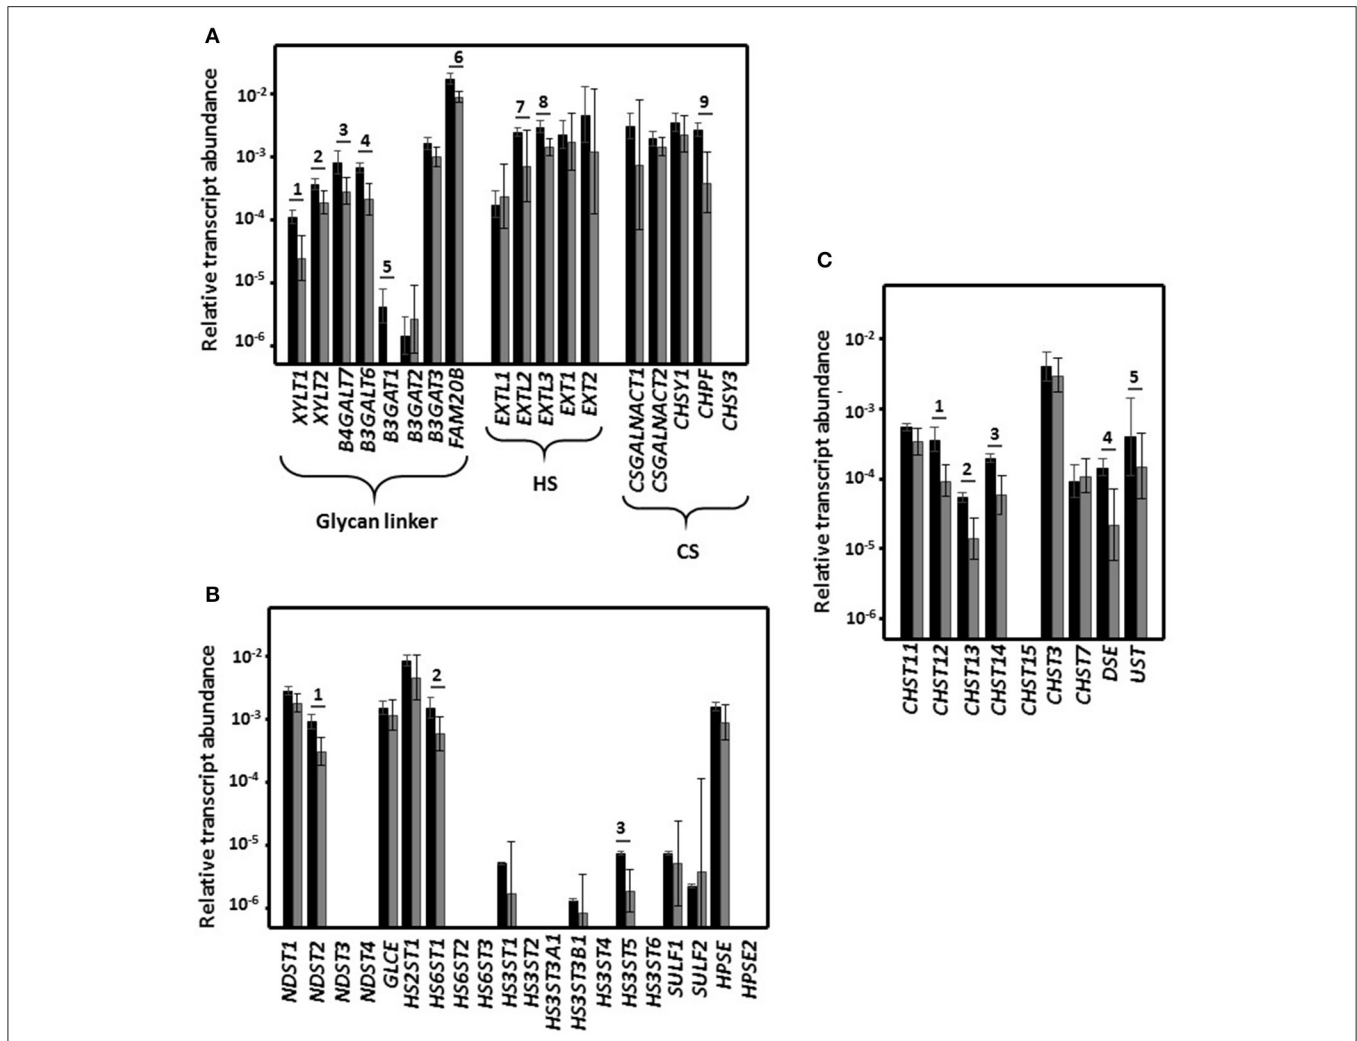 A
Relative transcript abundance
10-2
10-3
10-4
10-5
10-6
1
2
3
4
5
6
7
8
9
XYLT1
XYLT2
B4GALT7
B3GALT6
B3GAT1
B3GAT2
B3GAT3
FAM20B
EXTL1
EXTL2
EXTL3
EXT1
EXT2
CSGALNACT1
CSGALNACT2
CHSY1
CHPF
CHSY3
Glycan linker
HS
CS
B
Relative transcript abundance
10-2
10-3
10-4
10-5
10-6
1
2
3
NDST1
NDST2
NDST3
NDST4
GLCE
HS2ST1
HS6ST1
HS6ST2
HS6ST3
HS3ST1
HS3ST2
HS3ST3A1
HS3ST3B1
HS3ST4
HS3ST5
HS3ST6
SULF1
SULF2
HPSE
HPSE2
C
Relative transcript abundance
10-2
10-3
10-4
10-5
10-6
1
2
3
4
5
CHST11
CHST12
CHST13
CHST14
CHST15
CHST3
CHST7
DSE
UST